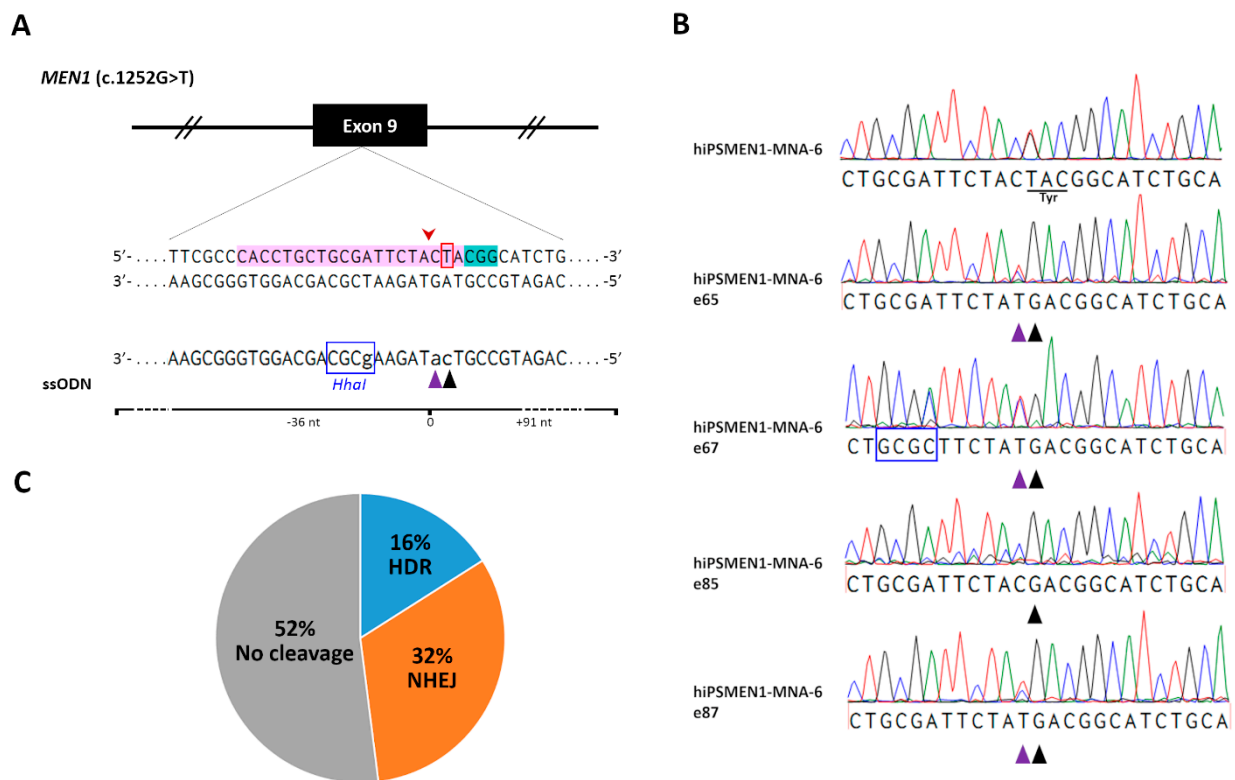 A
MEN1 (c.1252G>T)
Exon 9
5'- ....TTCGCCCACCTGCTGCGATTCTACTACGGCATCTG....-3'
3'- ....AAGCGGGTGGACGACGCTAAGATGATGCCGTAGAC....-5'
3'- ....AAGCGGGTGGACGACGCgAAGATacTGCCGTAGAC....-5'
ssODN
HhaI
-36 nt 0 +91 nt
B
hiPSMEN1-MNA-6
CTGCGATTCTACTACGGCATCTGCA
Tyr
hiPSMEN1-MNA-6
e65
CTGCGATTCTATGACGGCATCTGCA
hiPSMEN1-MNA-6
e67
CTGCGCTTCTATGACGGCATCTGCA
hiPSMEN1-MNA-6
e85
CTGCGATTCTACGACGGCATCTGCA
hiPSMEN1-MNA-6
e87
CTGCGATTCTATGACGGCATCTGCA
C
16%
HDR
32%
NHEJ
52%
No cleavage